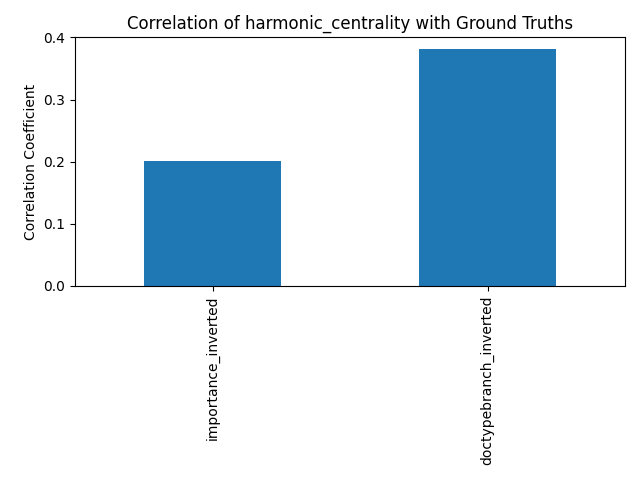 Correlation of harmonic_centrality with Ground Truths
Correlation Coefficient
0.4
0.3
0.2
0.1
0.0
importance_inverted
doctypebranch_inverted